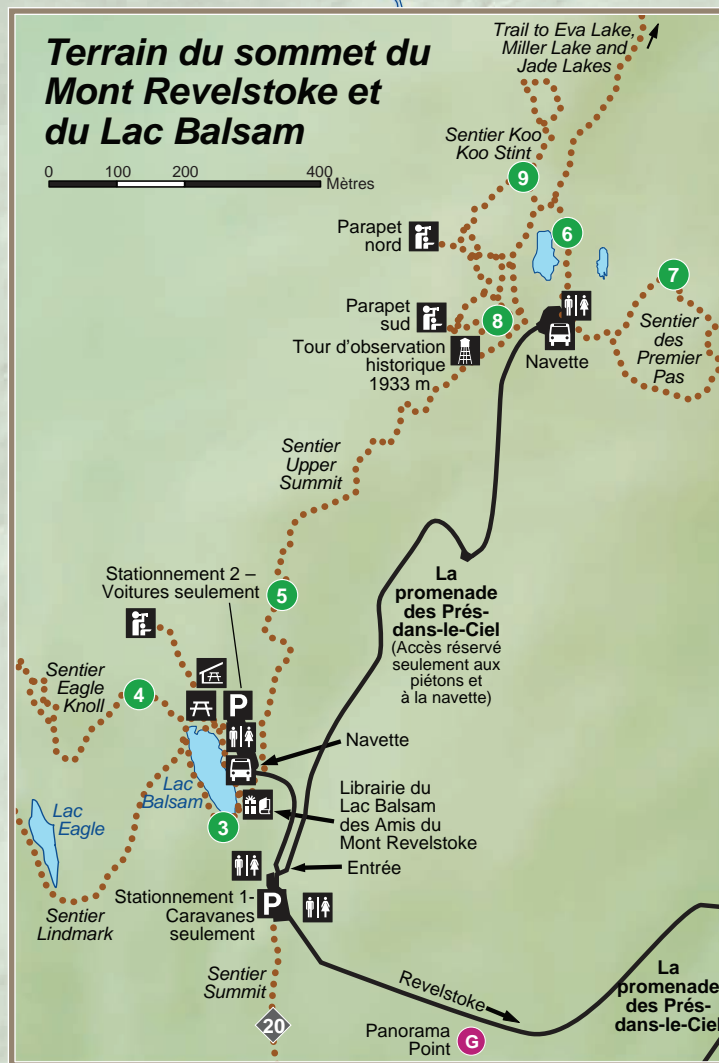 Terrain du sommet du
Mont Revelstoke et
du Lac Balsam
0 100 200 400
Mètres
Trail to Eva Lake,
Miller Lake and
Jade Lakes
Sentier Koo
Koo Stint
9
Parapet
nord
6
7
Parapet
sud
8
Sentier
des
Premier
Pas
Tour d'observation
historique
1933 m
Navette
Sentier
Upper
Summit
La
promenade
des Prés-
dans-le-Ciel
(Accès réservé
seulement aux
piétons et
à la navette)
Stationnement 2 –
Voitures seulement
5
Sentier
Eagle
Knoll
4
P
Navette
Lac
Balsam
Librairie du
Lac Balsam
des Amis du
Mont Revelstoke
Lac
Eagle
3
Entrée
Stationnement 1-
Caravanes
seulement
P
Sentier
Lindmark
Sentier
Summit
Revelstoke
20
Panorama
Point
G
La
promenade
des Prés-
dans-le-Ciel